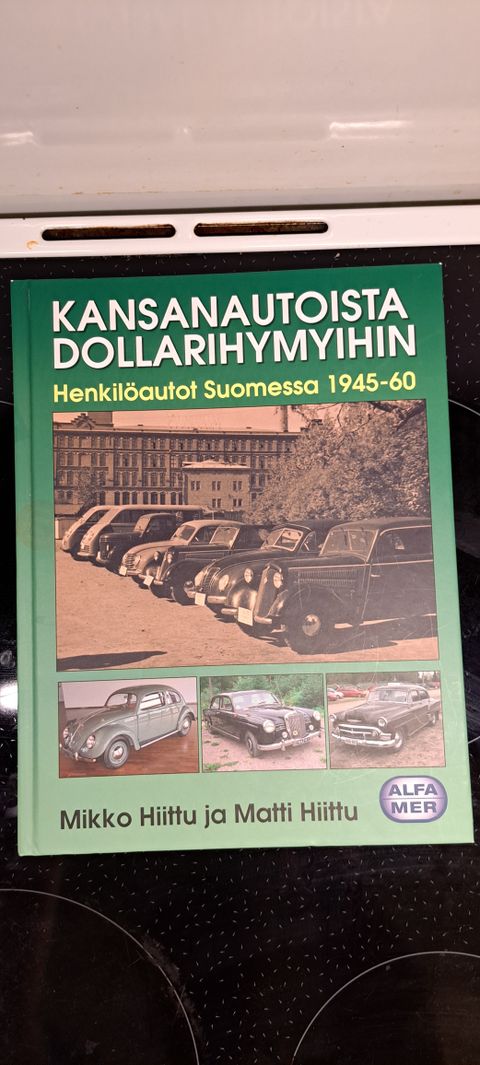 KANSANAUTOISTA
DOLLARIHYMYIHIN
Henkilöautot Suomessa 1945-60
Mikko Hiittu ja Matti Hiittu
ALFA
MER